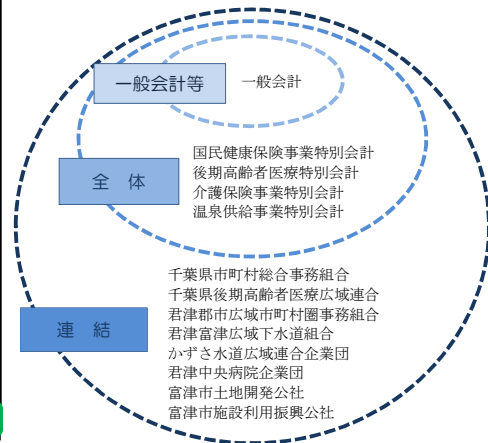 一般会計等
一般会計
全 体
国民健康保険事業特別会計
後期高齢者医療特別会計
介護保険事業特別会計
温泉供給事業特別会計
連 結
千葉県市町村総合事務組合
千葉県後期高齢者医療広域連合
君津郡市広域市町村圏事務組合
君津富津広域下水道組合
かずさ水道広域連合企業団
君津中央病院企業団
富津市土地開発公社
富津市施設利用振興公社